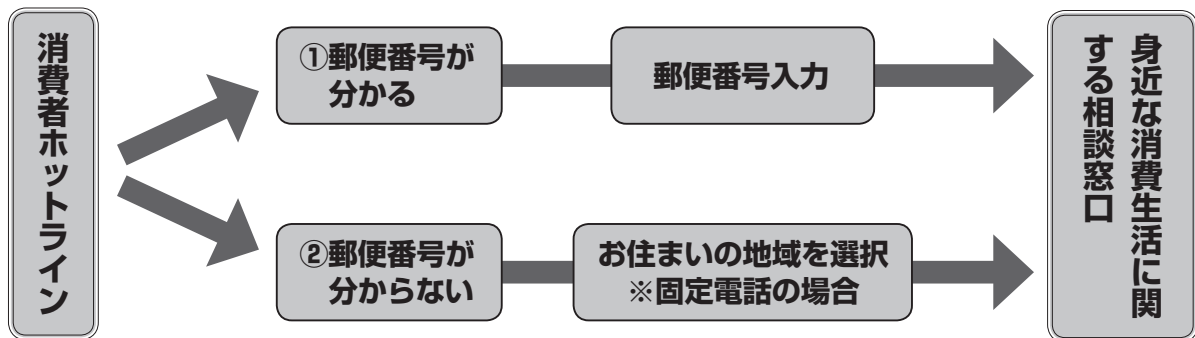 消費者ホットライン
①郵便番号が
分かる
郵便番号入力
②郵便番号が
分からない
お住まいの地域を選択
※固定電話の場合
身近な消費生活に関
する相談窓口